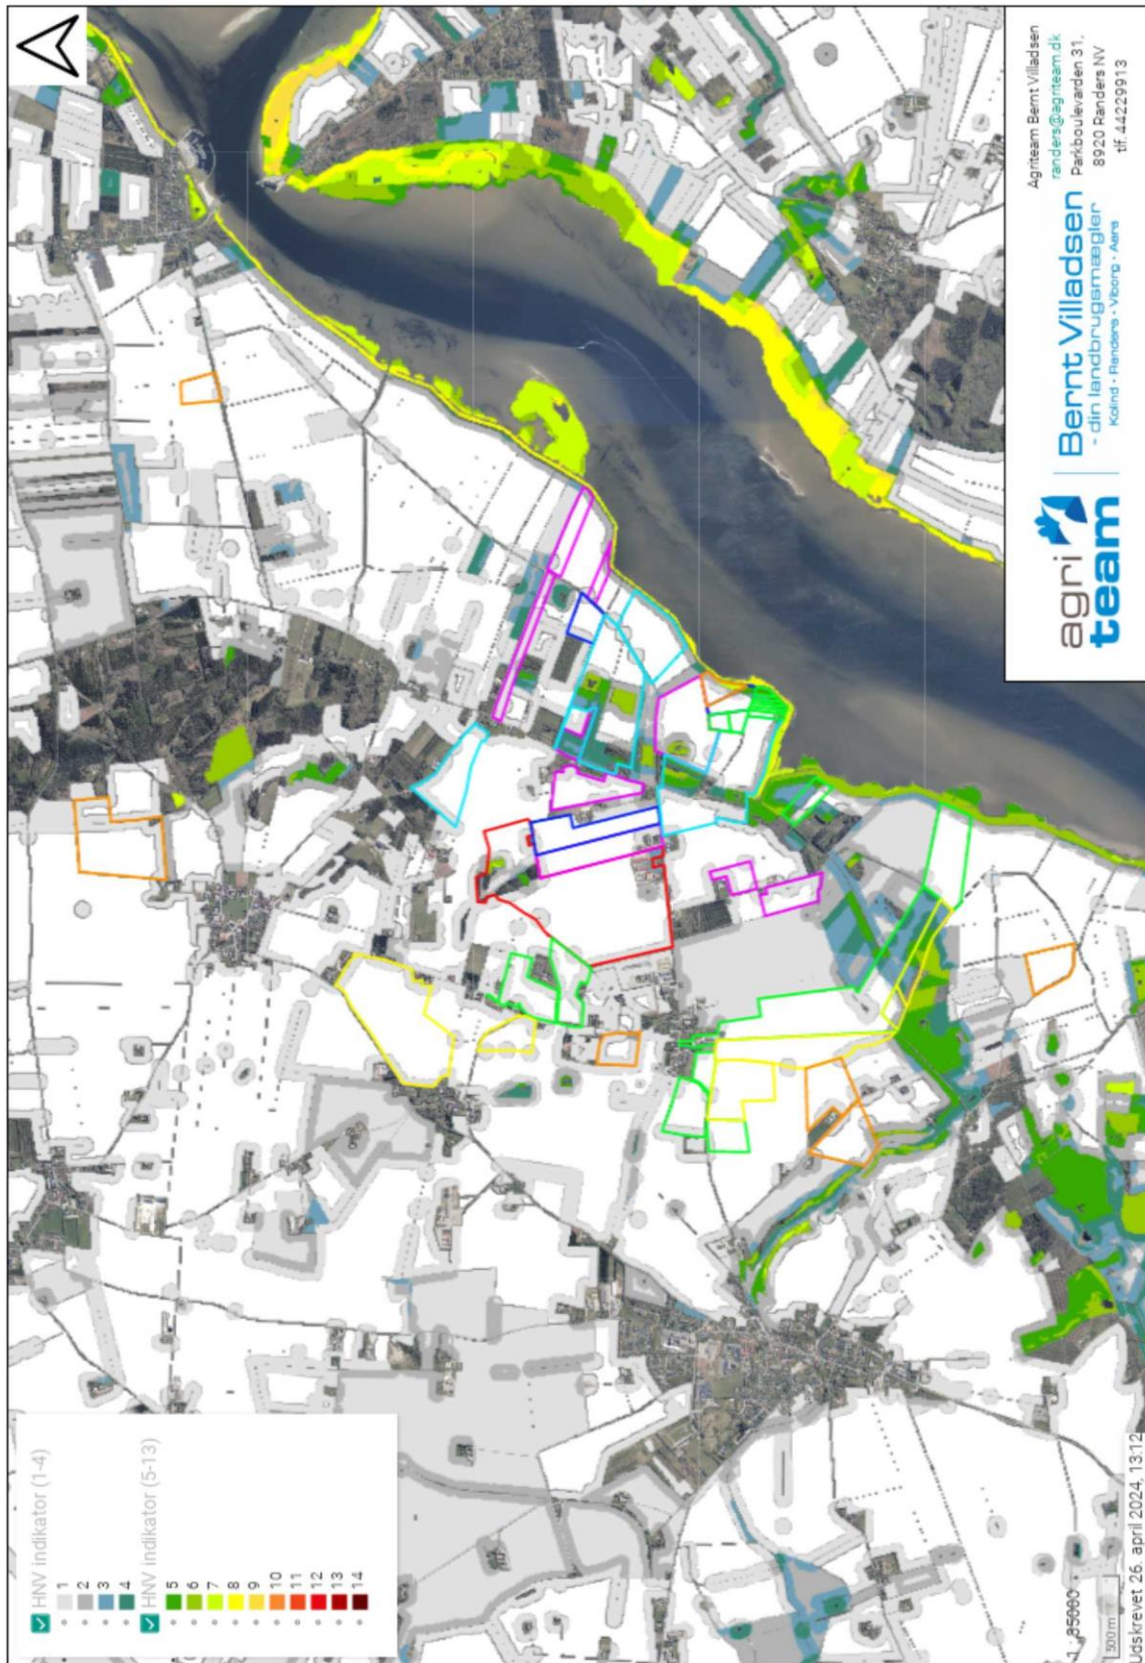 HNV indikator (1-4)
1
2
3
4
HNV indikator (5-13)
5
6
7
8
9
10
11
12
13
14
1 : 35000
500 m
Udskrevet 26. april 2024, 13:12
agri
team
Bernt Villadsen
- din landbrugsmægler
Kolind • Randers • Viborg • Aars
Agriteam Bernt Villadsen
randers@agriteam.dk
Parkboulevarden 31,
8920 Randers NV
tlf. 44229913